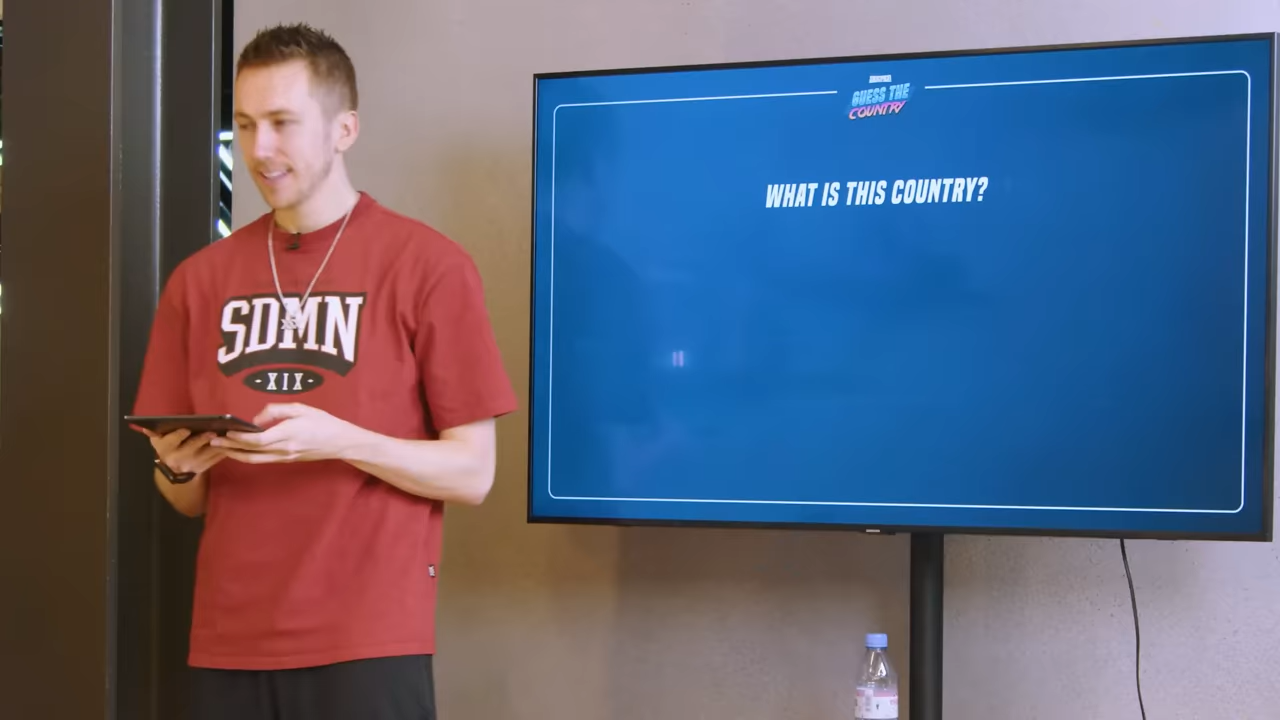 GUESS THE
COUNTRY
WHAT IS THIS COUNTRY?
SDMN
-XIX-